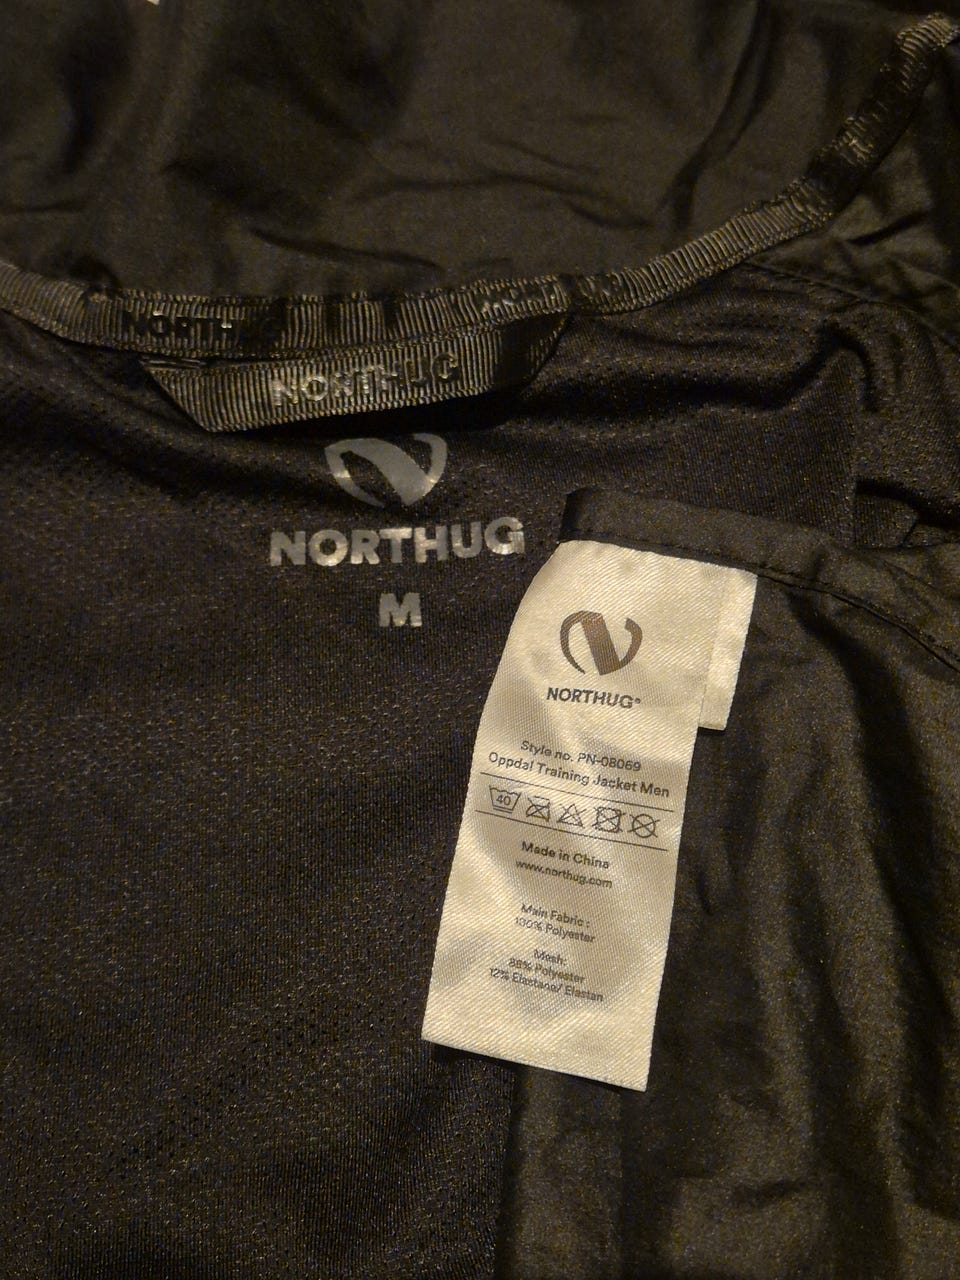 NORTHUG
NORTHUG
NORTHUG
M
NORTHUG®
Style no. PN-08069
Oppdal Training Jacket Men
40
Made in China
www.northug.com
Main Fabric :
100% Polyester
Mesh:
88% Polyester
12% Elastane/ Elastan